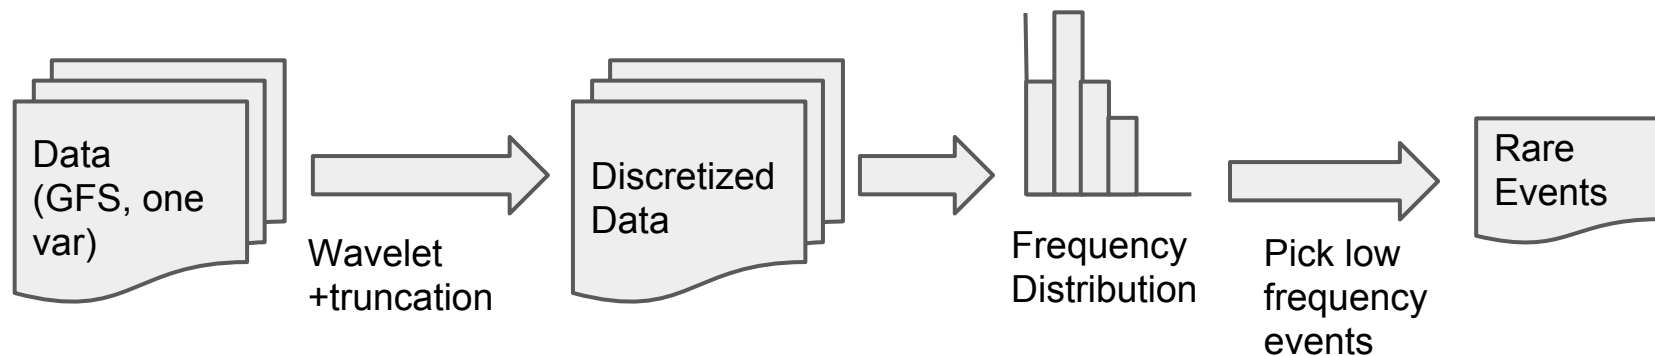 Data
(GFS, one
var)
Wavelet
+truncation
Discretized
Data
Frequency
Distribution
Pick low
frequency
events
Rare
Events